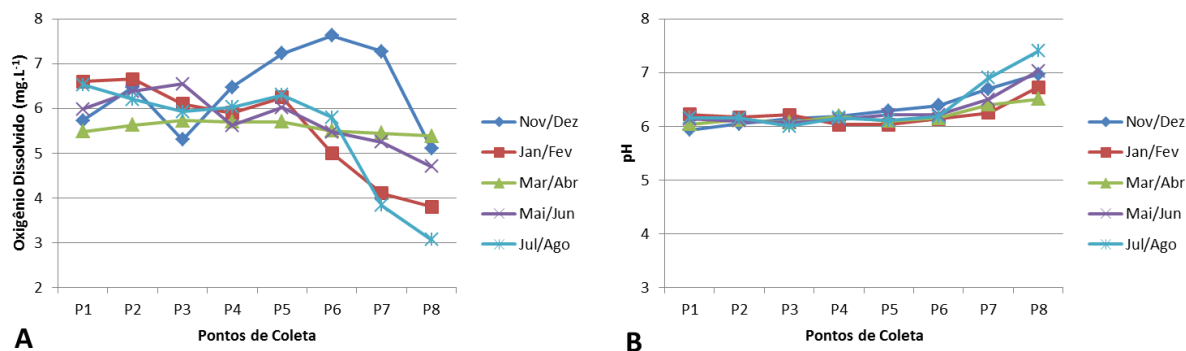 Oxigênio Dissolvido (mg.L⁻¹)
8
7
6
5
4
3
2
P1 P2 P3 P4 P5 P6 P7 P8
Pontos de Coleta
Nov/Dez
Jan/Fev
Mar/Abr
Mai/Jun
Jul/Ago
A
pH
8
7
6
5
4
3
P1 P2 P3 P4 P5 P6 P7 P8
Pontos de Coleta
Nov/Dez
Jan/Fev
Mar/Abr
Mai/Jun
Jul/Ago
B